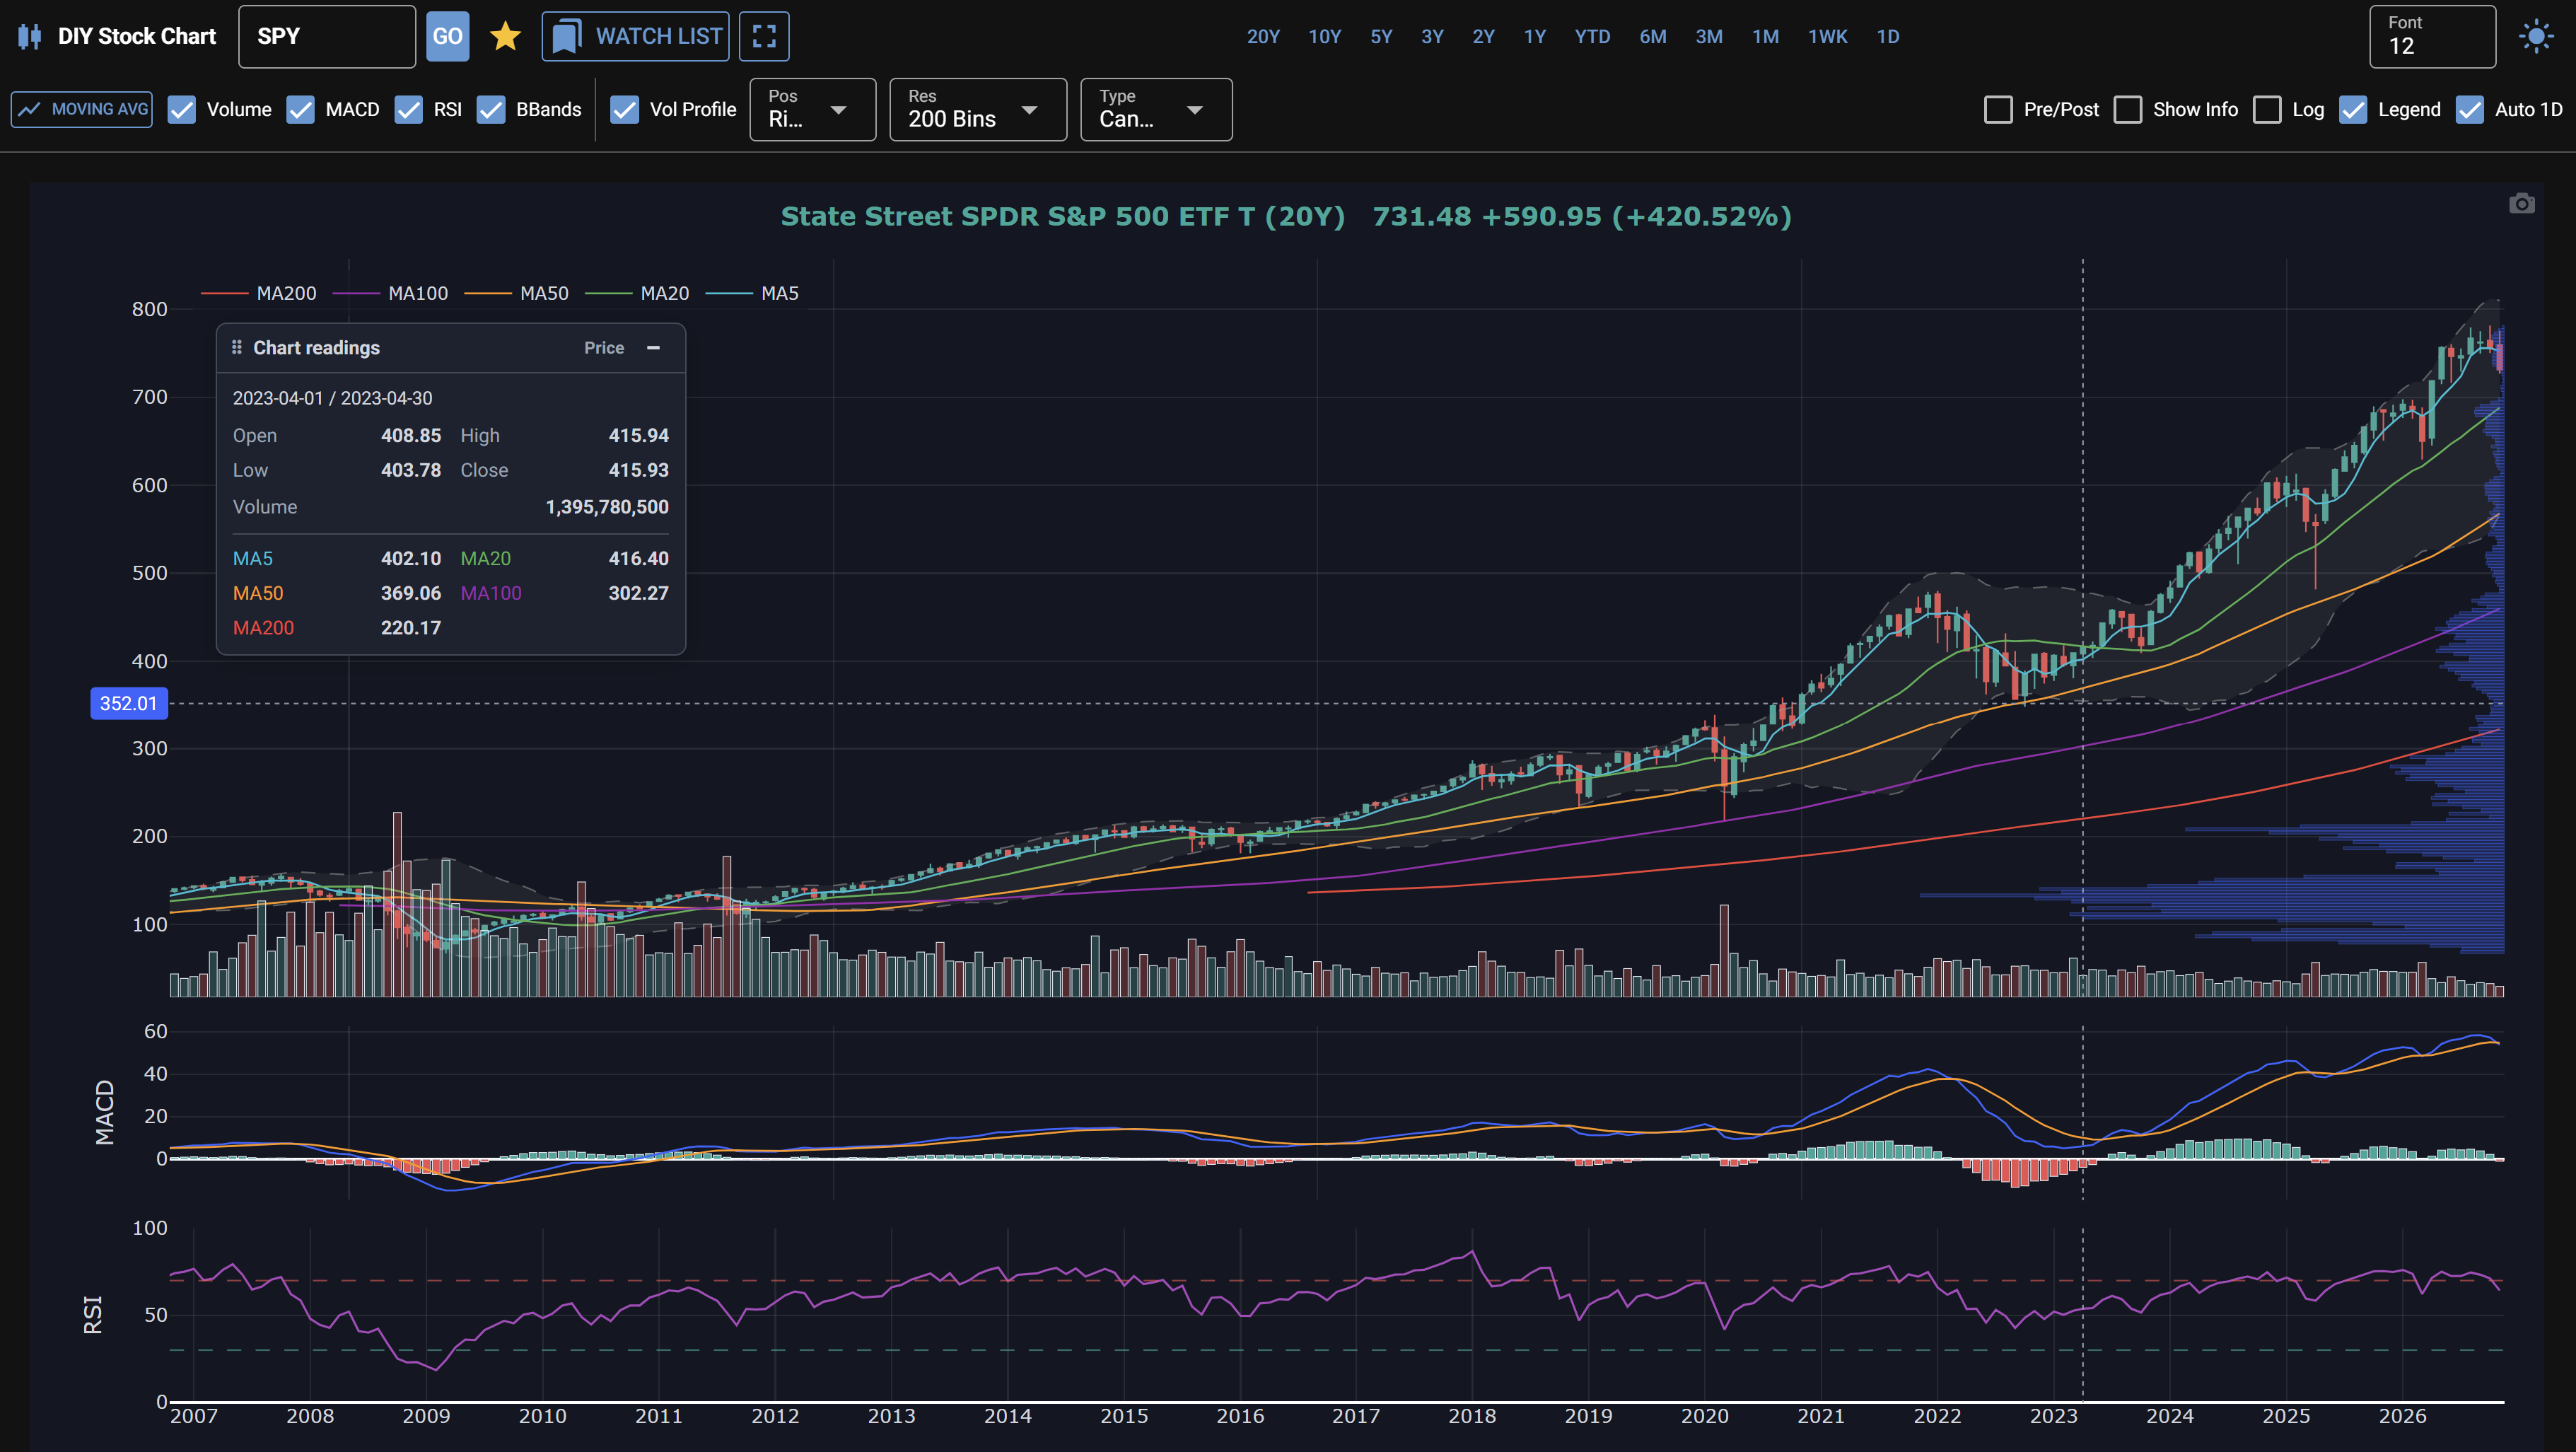 DIY Stock Chart SPY GO WATCH LIST 20Y 10Y 5Y 3Y 2Y 1Y YTD 6M 3M 1M 1WK 1D Font 12
MOVING AVG Volume MACD RSI BBands Vol Profile Pos Ri... Res 200 Bins Type Can... Pre/Post Show Info Log Legend Auto 1D
State Street SPDR S&P 500 ETF T (20Y) 731.48 +590.95 (+420.52%)
MA200 MA100 MA50 MA20 MA5
Chart readings Price
2023-04-01 / 2023-04-30
Open 408.85 High 415.94
Low 403.78 Close 415.93
Volume 1,395,780,500
MA5 402.10 MA20 416.40
MA50 369.06 MA100 302.27
MA200 220.17
800
700
600
500
400
352.01
300
200
100
MACD
60
40
20
0
RSI
100
50
0
2007 2008 2009 2010 2011 2012 2013 2014 2015 2016 2017 2018 2019 2020 2021 2022 2023 2024 2025 2026